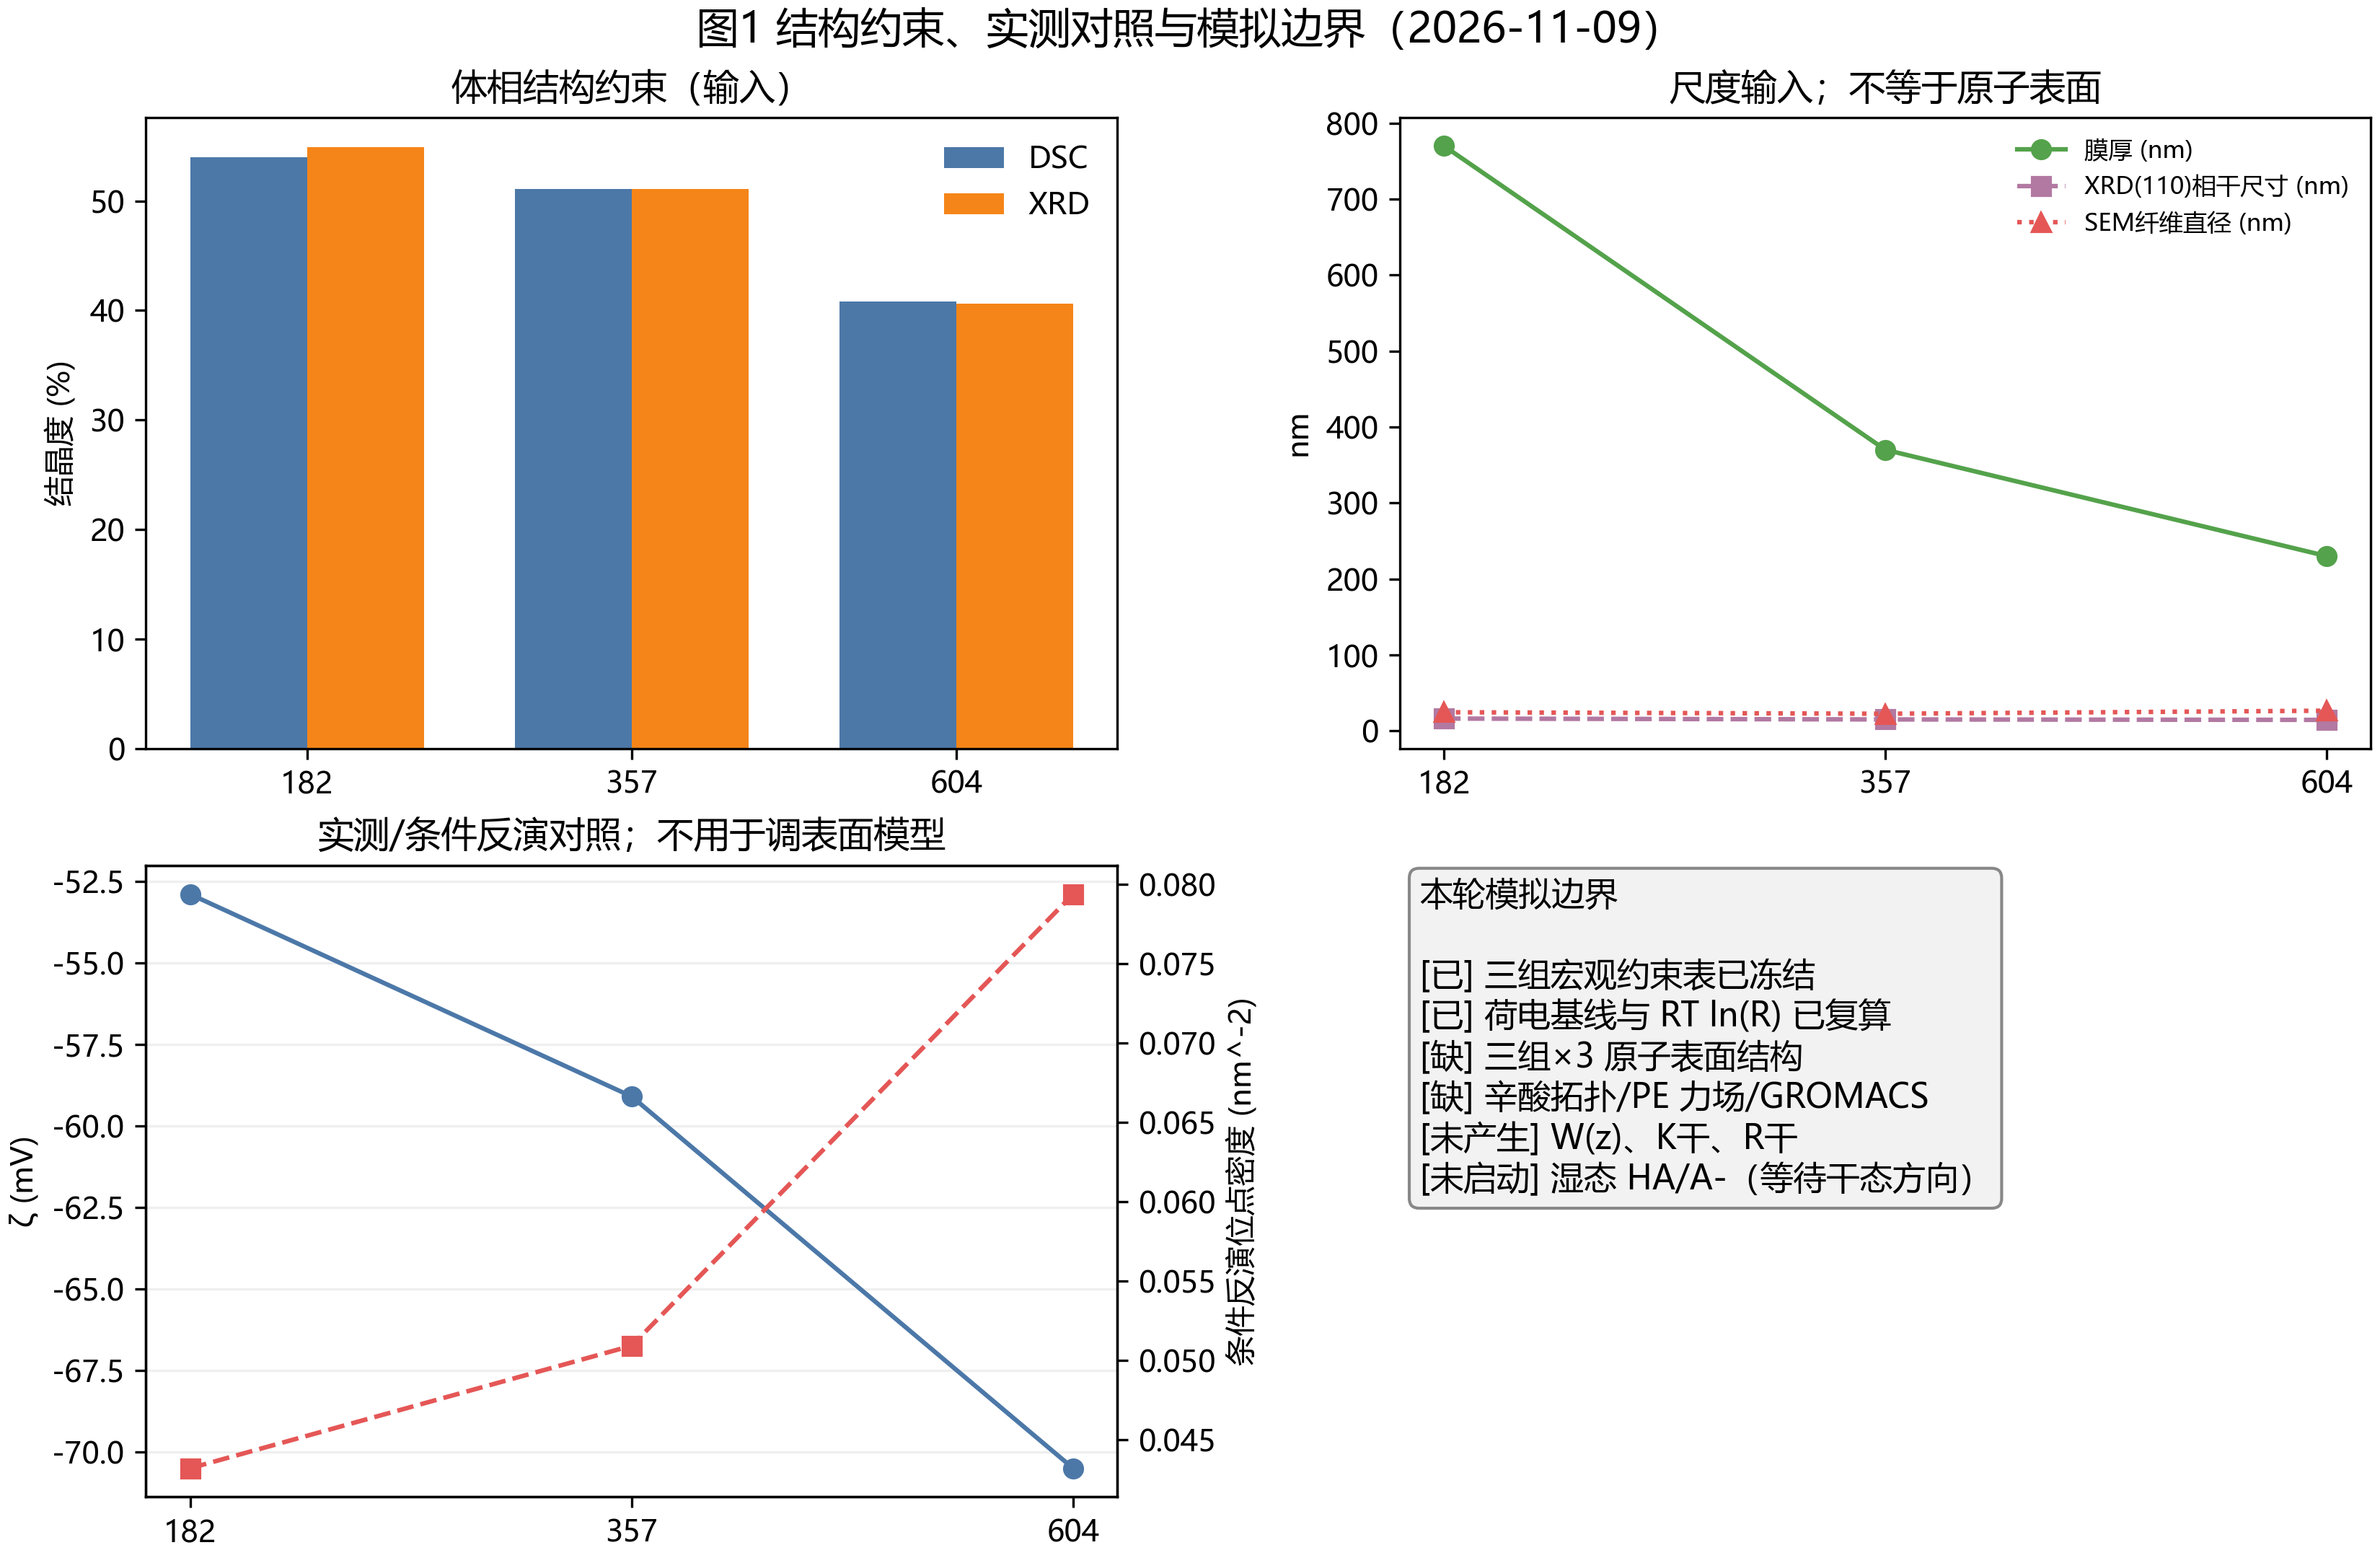 图1 结构约束、实测对照与模拟边界（2026-11-09）
体相结构约束（输入）
结晶度 (%)
50
40
30
20
10
0
182
357
604
DSC
XRD
尺度输入；不等于原子表面
nm
800
700
600
500
400
300
200
100
0
182
357
604
膜厚 (nm)
XRD(110)相干尺寸 (nm)
SEM纤维直径 (nm)
实测/条件反演对照；不用于调表面模型
ζ (mV)
-52.5
-55.0
-57.5
-60.0
-62.5
-65.0
-67.5
-70.0
182
357
604
0.080
0.075
0.070
0.065
0.060
0.055
0.050
0.045
条件反演位点密度 (nm^-2)
本轮模拟边界
[已] 三组宏观约束表已冻结
[已] 荷电基线与 RT ln(R) 已复算
[缺] 三组×3 原子表面结构
[缺] 辛酸拓扑/PE 力场/GROMACS
[未产生] W(z)、K干、R干
[未启动] 湿态 HA/A-（等待干态方向）